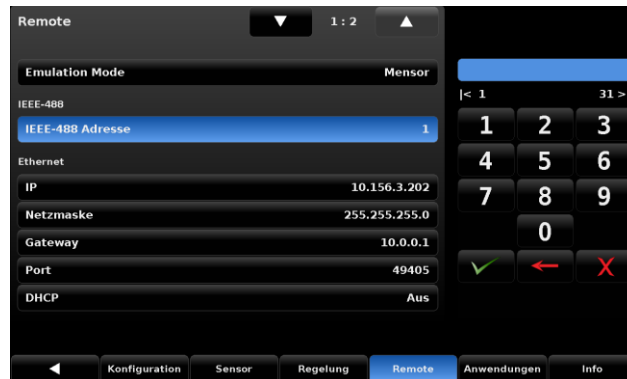 Remote
1 : 2
Emulation Mode Mensor
IEEE-488
IEEE-488 Adresse 1
Ethernet
IP 10.156.3.202
Netzmaske 255.255.255.0
Gateway 10.0.0.1
Port 49405
DHCP Aus
|< 1 31 >
1 2 3
4 5 6
7 8 9
0
X
Konfiguration Sensor Regelung Remote Anwendungen Info